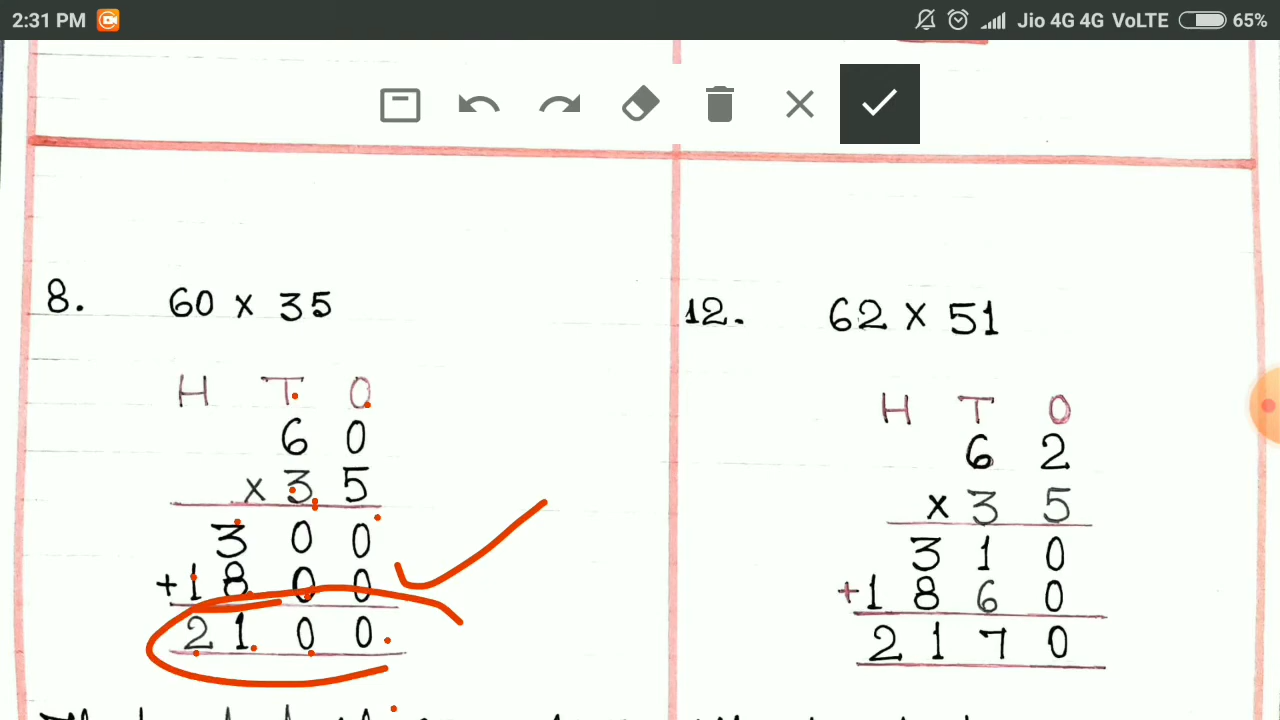 2:31 PM Jio 4G 4G VoLTE 65%
8. 60 x 35
H T O
6 0
x 3 5
3 0 0
+ 1 8 0 0
2 1 0 0
12. 62 x 51
H T O
6 2
x 3 5
3 1 0
+ 1 8 6 0
2 1 7 0